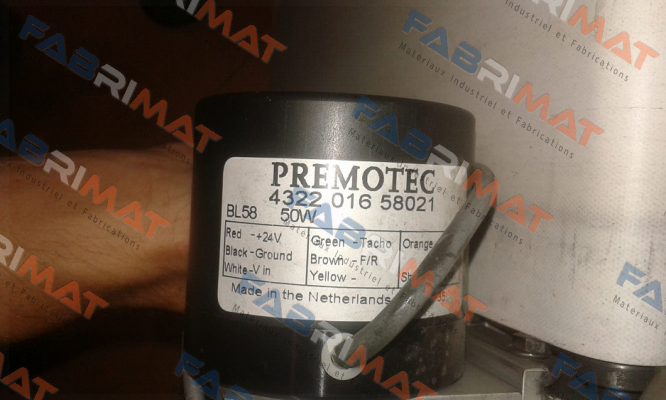 PREMOTEC
4322 016 58021
BL58 50W
Red -+24V Green -Tacho Orange
Black-Ground Brown - F/R
White-V in Yellow - Sh
Made in the Netherlands
FABRIMAT
Materiaux Industriel et Fabrications